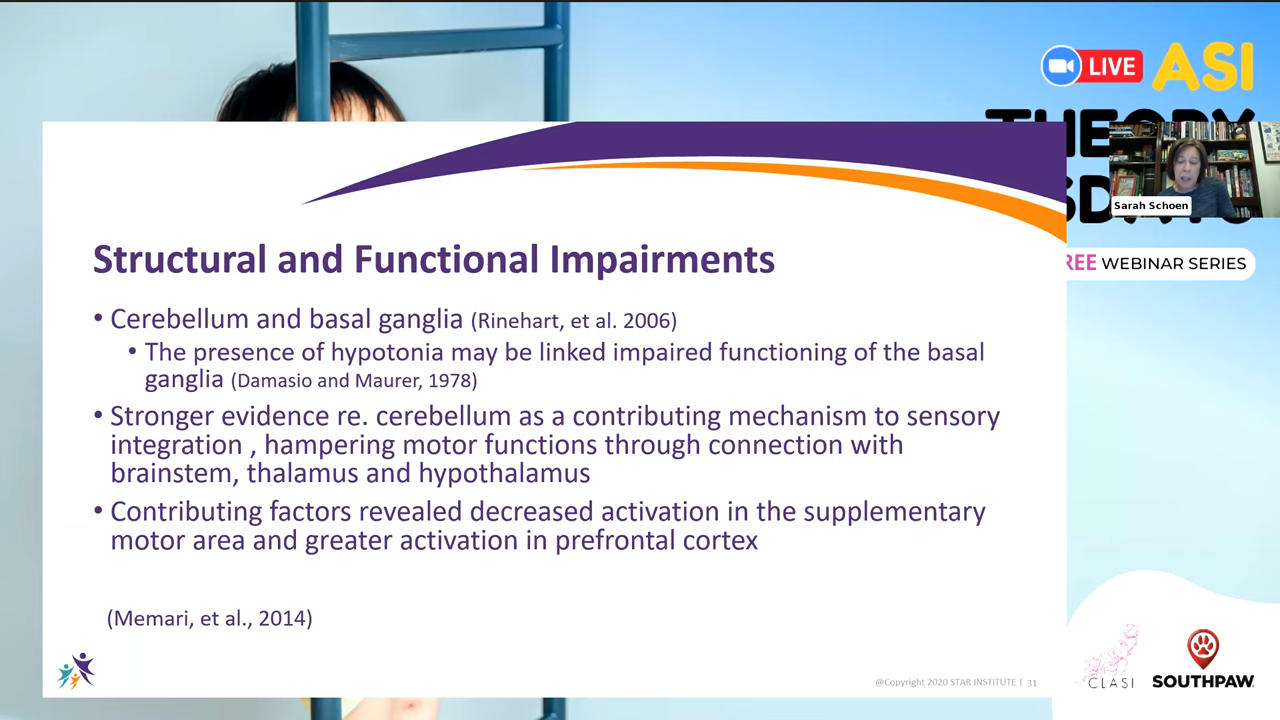 LIVE ASI
THEORY
Sarah Schoen
REE WEBINAR SERIES
Structural and Functional Impairments
• Cerebellum and basal ganglia (Rinehart, et al. 2006)
• The presence of hypotonia may be linked impaired functioning of the basal
ganglia (Damasio and Maurer, 1978)
• Stronger evidence re. cerebellum as a contributing mechanism to sensory
integration , hampering motor functions through connection with
brainstem, thalamus and hypothalamus
• Contributing factors revealed decreased activation in the supplementary
motor area and greater activation in prefrontal cortex
(Memari, et al., 2014)
@Copyright 2020 STAR INSTITUTE | 31
CLASI
SOUTHPAW